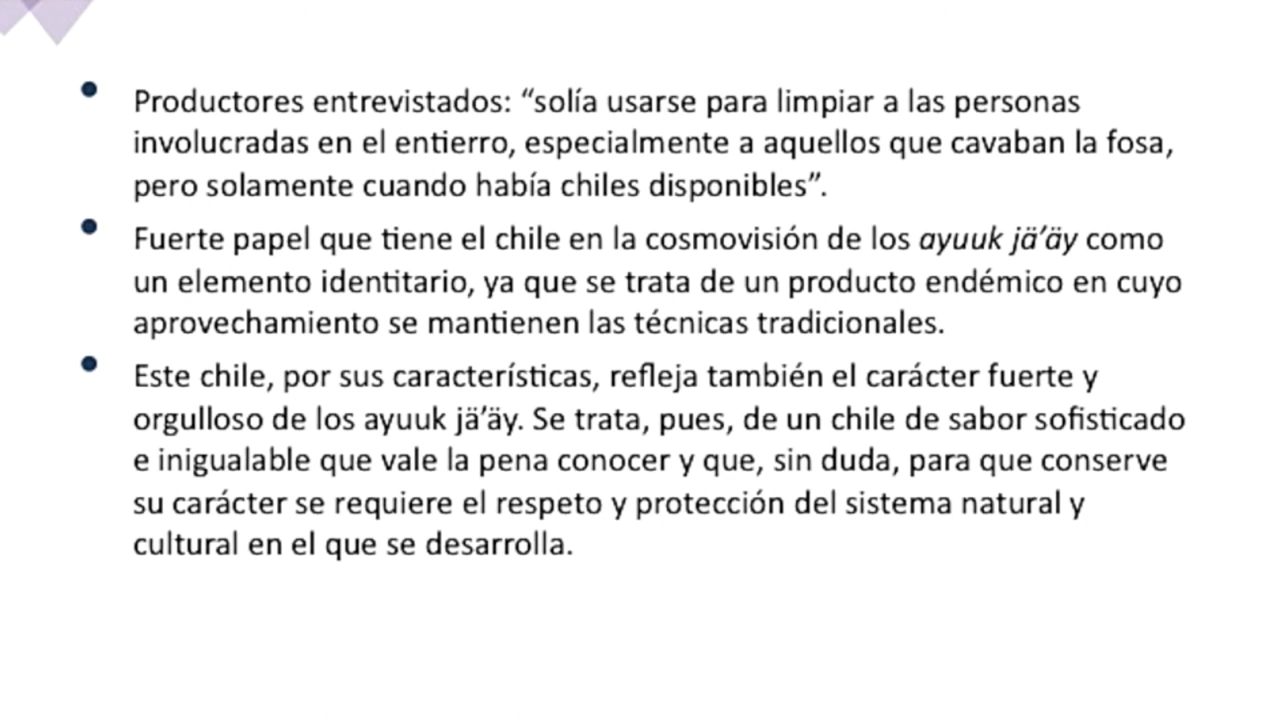 Productores entrevistados: “solía usarse para limpiar a las personas
involucradas en el entierro, especialmente a aquellos que cavaban la fosa,
pero solamente cuando había chiles disponibles”.
Fuerte papel que tiene el chile en la cosmovisión de los ayuuk jä’äy como
un elemento identitario, ya que se trata de un producto endémico en cuyo
aprovechamiento se mantienen las técnicas tradicionales.
Este chile, por sus características, refleja también el carácter fuerte y
orgulloso de los ayuuk jä’äy. Se trata, pues, de un chile de sabor sofisticado
e inigualable que vale la pena conocer y que, sin duda, para que conserve
su carácter se requiere el respeto y protección del sistema natural y
cultural en el que se desarrolla.